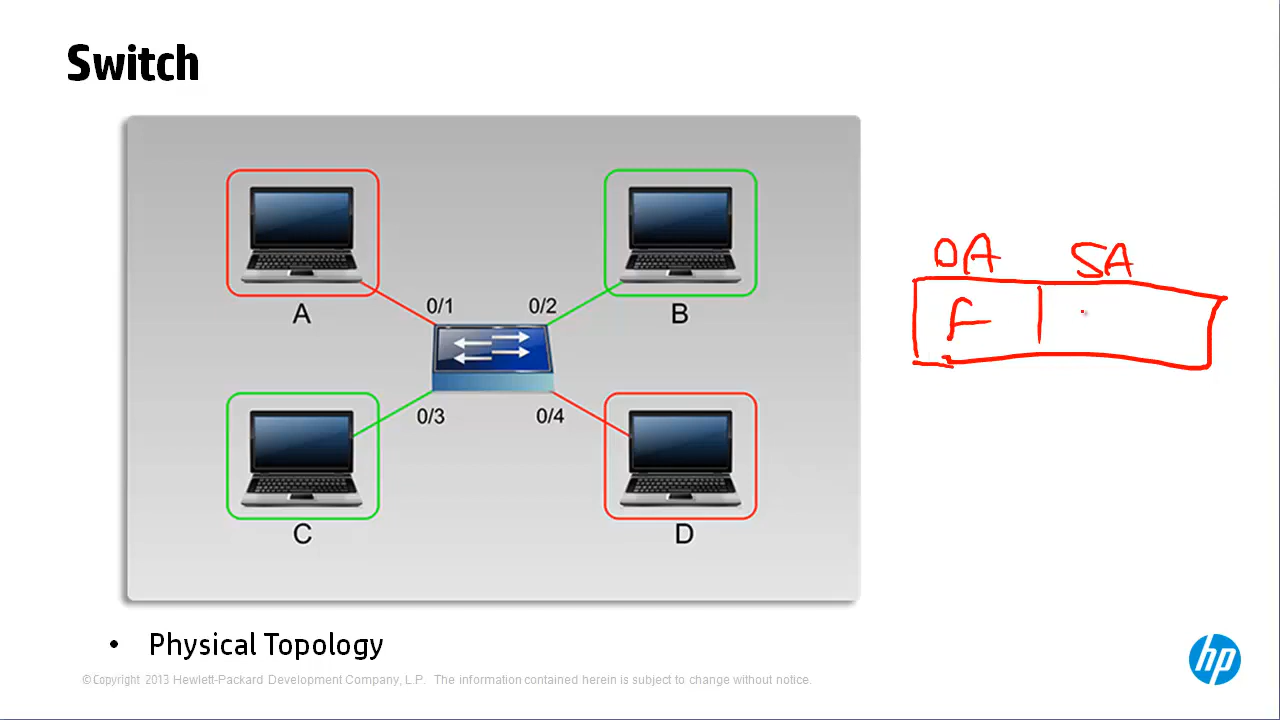 Switch
DA SA
F
0/1 0/2
A B
0/3 0/4
C D
• Physical Topology
©Copyright 2013 Hewlett-Packard Development Company, L.P. The information contained herein is subject to change without notice.
hp